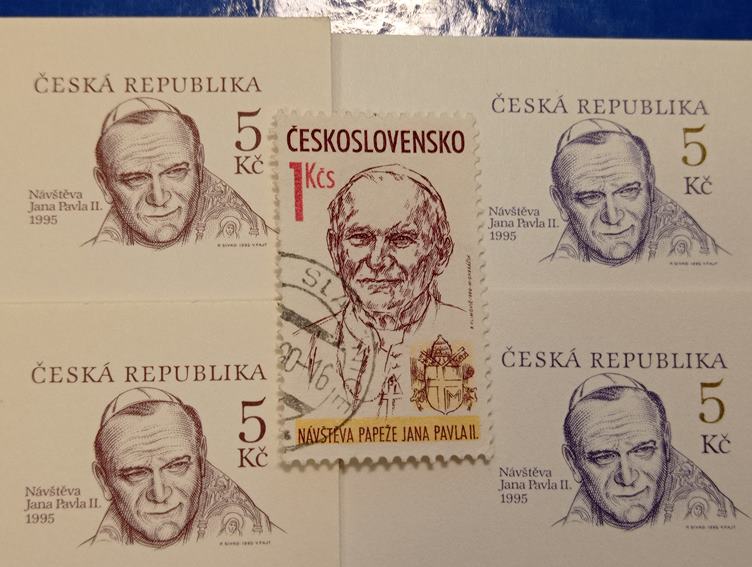 ČESKÁ REPUBLIKA
5
Kč
Návštěva
Jana Pavla II.
1995
ČESKOSLOVENSKO
1 Kčs
NÁVŠTĚVA PAPEŽE JANA PAVLA II.
ČESKÁ REPUBLIKA
5
Kč
Návštěva
Jana Pavla II.
1995
ČESKÁ REPUBLIKA
5
Kč
Návštěva
Jana Pavla II.
1995
ČESKÁ REPUBLIKA
5
Kč
Návštěva
Jana Pavla II.
1995